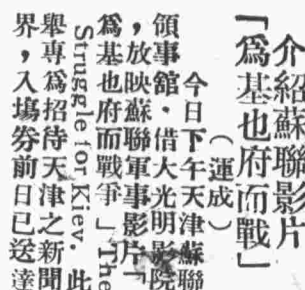 介紹蘇聯影片
「爲基也府而戰」
（運成）
今日下午天津蘇聯
領事舘・借大光明影院
，放映蘇聯軍事影片「
爲基也府而戰爭」The
Struggle for Kiev. 此
舉專爲招待天津之新聞
界，入塲券前日已送達